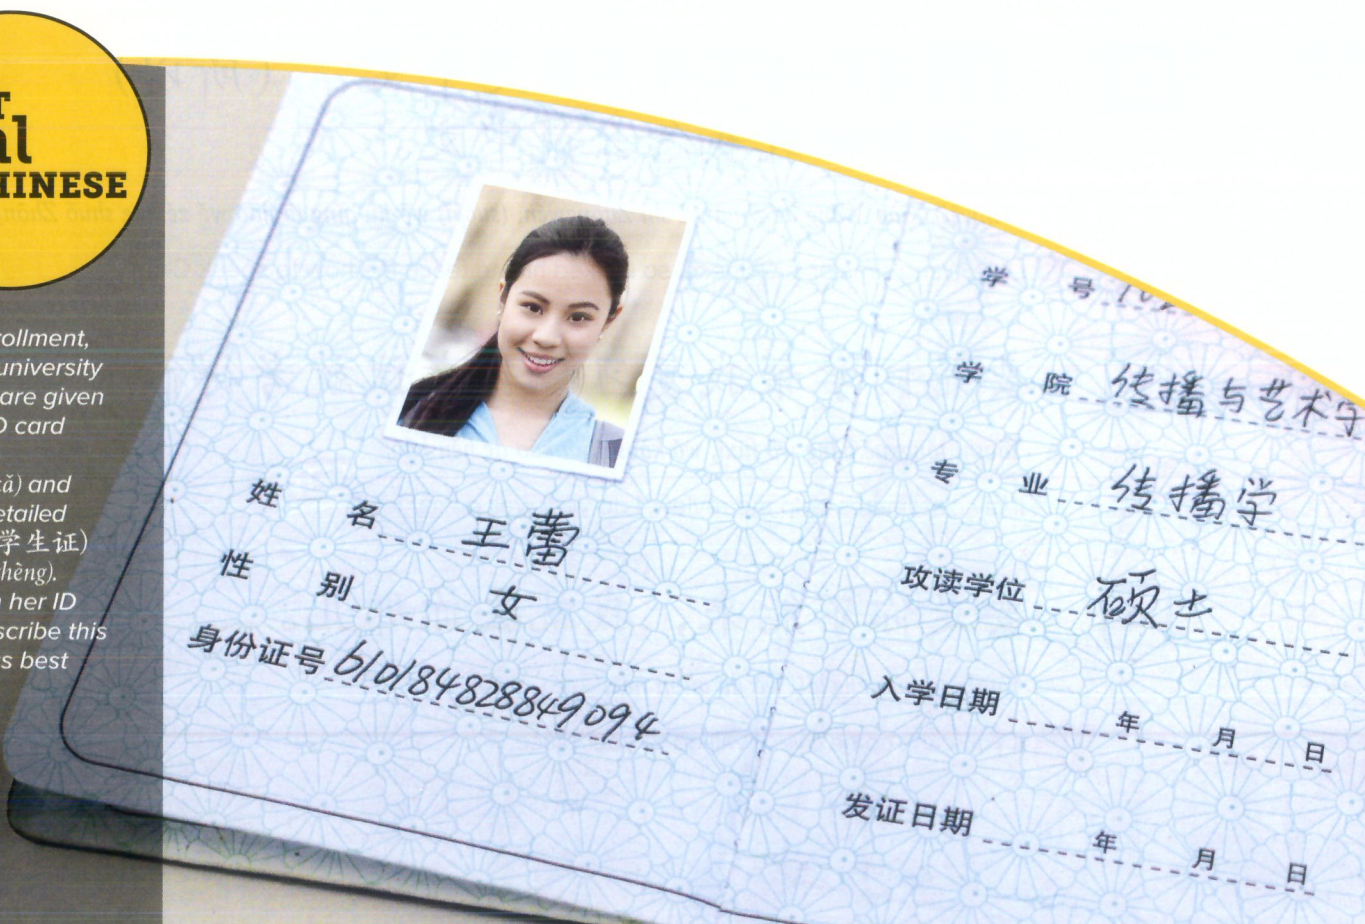 HINESE
ollment,
university
are given
D card
ă) and
etailed
学生证)
hèng).
her ID
scribe this
s best
姓 名 王蕾
性 别 女
身份证号 610184828849094
学 号
学 院 传播与艺术学
专 业 传播学
攻读学位 硕士
入学日期 年 月 日
发证日期 年 月 日